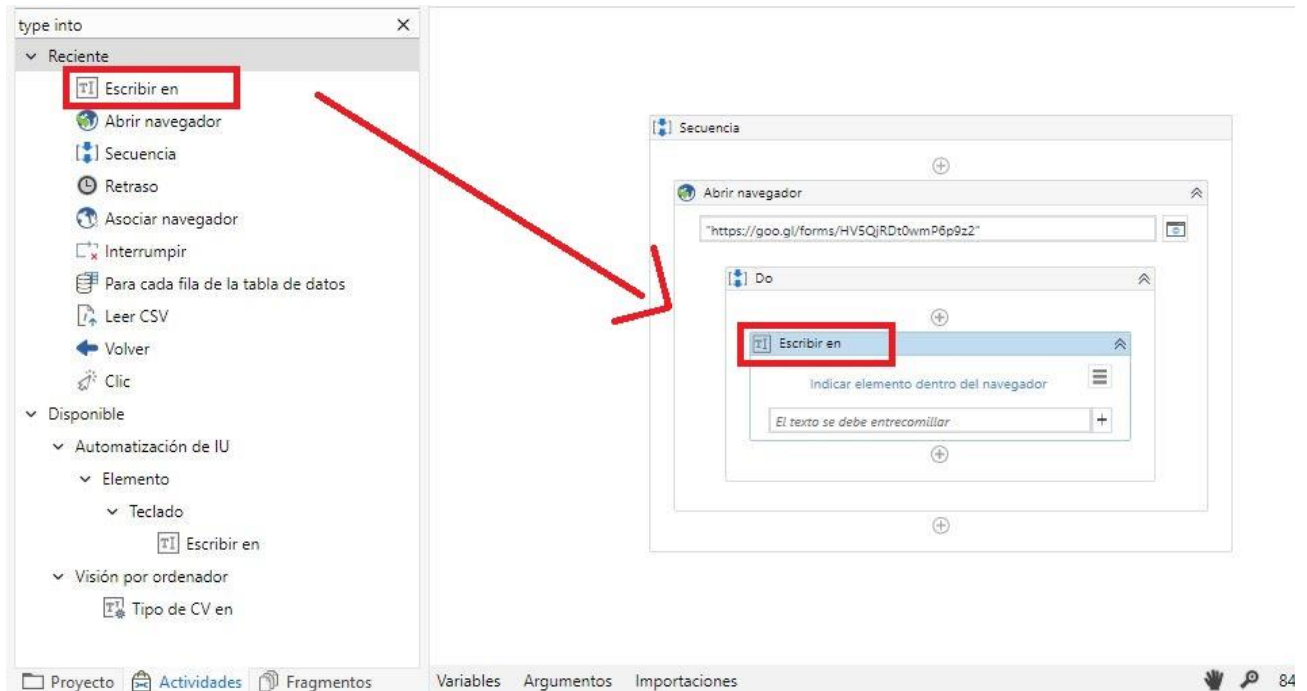 type into
Reciente
Escribir en
Abrir navegador
Secuencia
Retraso
Asociar navegador
Interrumpir
Para cada fila de la tabla de datos
Leer CSV
Volver
Clic
Disponible
Automatización de IU
Elemento
Teclado
Escribir en
Visión por ordenador
Tipo de CV en
Proyecto Actividades Fragmentos
Secuencia
Abrir navegador
"https://goo.gl/forms/HV5QjRDt0wmP6p9z2"
Do
Escribir en
Indicar elemento dentro del navegador
El texto se debe entrecomillar
Variables Argumentos Importaciones
84